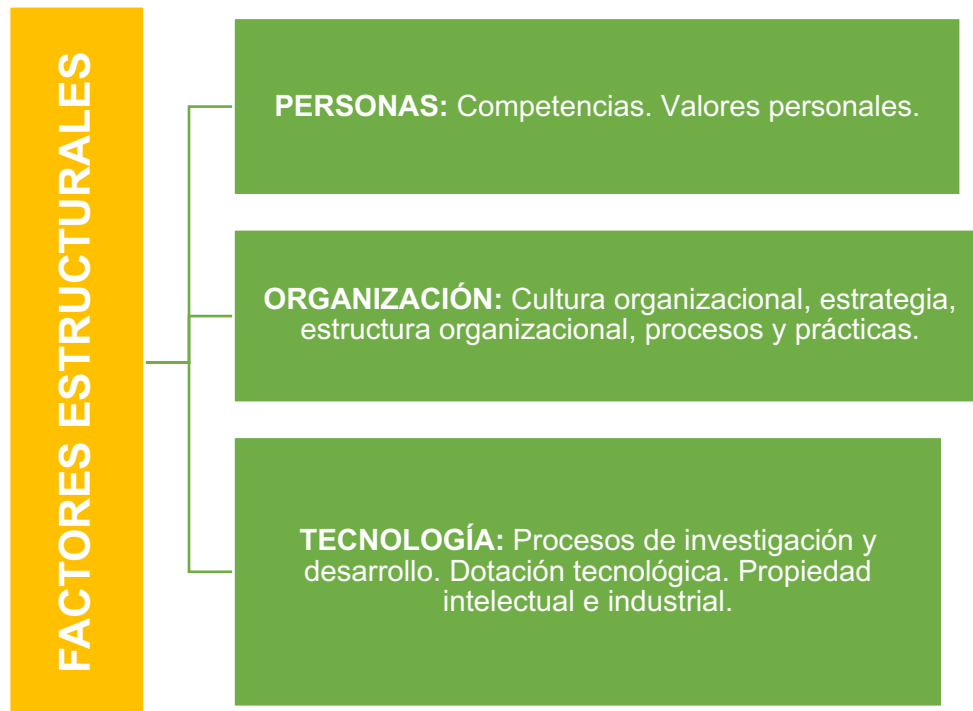 FACTORES ESTRUCTURALES
PERSONAS: Competencias. Valores personales.
ORGANIZACIÓN: Cultura organizacional, estrategia,
estructura organizacional, procesos y prácticas.
TECNOLOGÍA: Procesos de investigación y
desarrollo. Dotación tecnológica. Propiedad
intelectual e industrial.